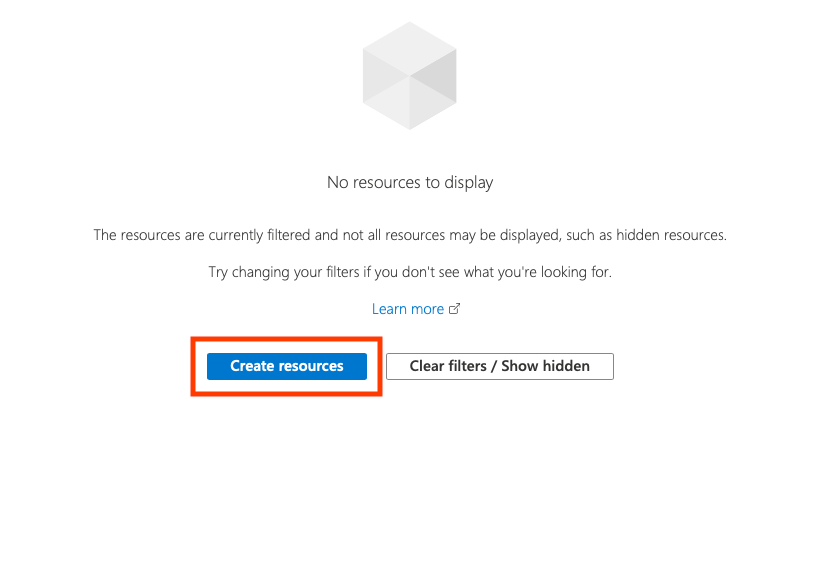 No resources to display
The resources are currently filtered and not all resources may be displayed, such as hidden resources.
Try changing your filters if you don't see what you're looking for.
Learn more
Create resources
Clear filters / Show hidden